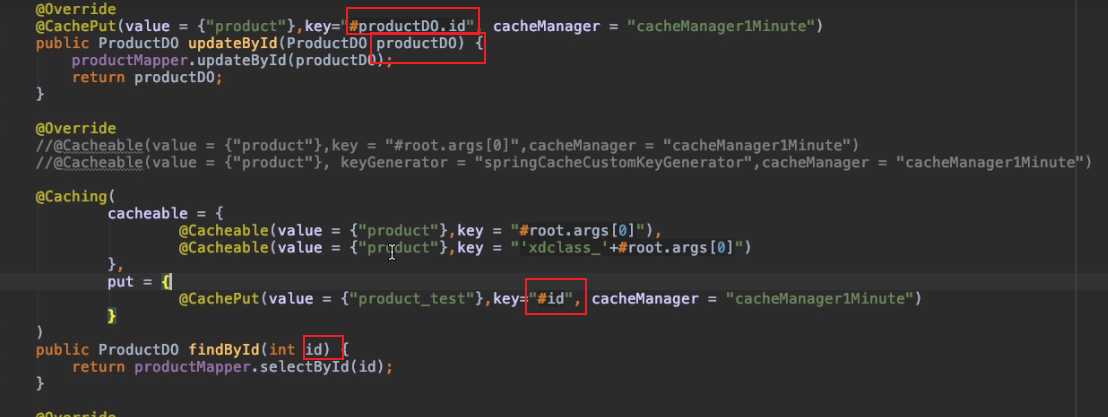 @Override
@CachePut(value = {"product"},key="#productDO.id", cacheManager = "cacheManager1Minute")
public ProductDO updateById(ProductDO productDO) {
productMapper.updateById(productDO);
return productDO;
}
@Override
//@Cacheable(value = {"product"},key = "#root.args[0]",cacheManager = "cacheManager1Minute")
//@Cacheable(value = {"product"}, keyGenerator = "springCacheCustomKeyGenerator",cacheManager = "cacheManager1Minute")
@Caching(
cacheable = {
@Cacheable(value = {"product"},key = "#root.args[0]"),
@Cacheable(value = {"product"},key = "'xdclass_'+#root.args[0]")
},
put = {
@CachePut(value = {"product_test"},key="#id", cacheManager = "cacheManager1Minute")
}
)
public ProductDO findById(int id) {
return productMapper.selectById(id);
}
@Override